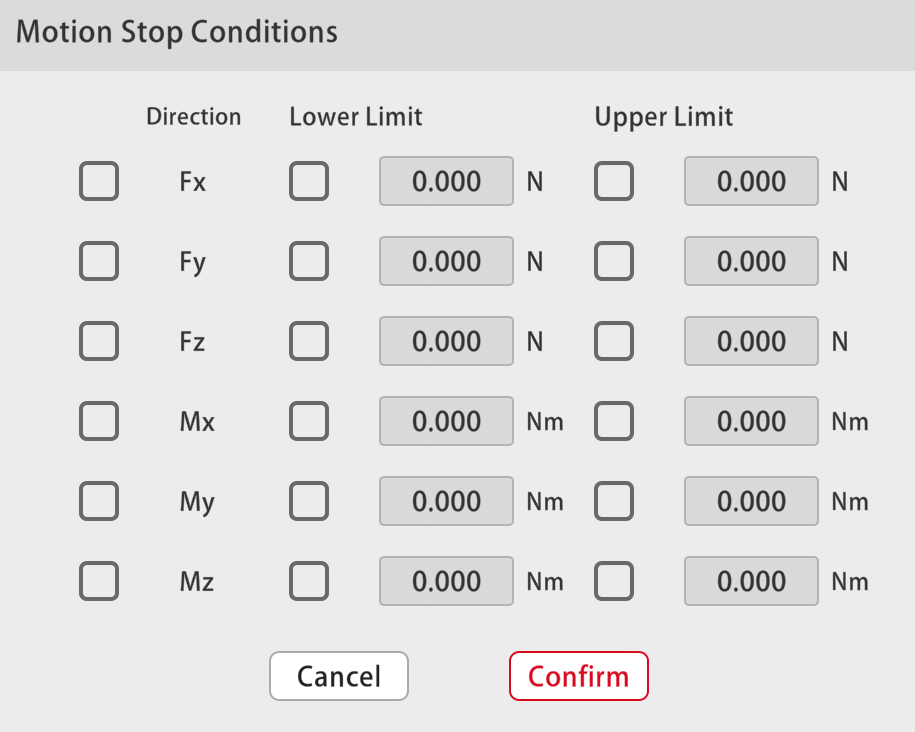 Motion Stop Conditions
Direction Lower Limit Upper Limit
Fx 0.000 N 0.000 N
Fy 0.000 N 0.000 N
Fz 0.000 N 0.000 N
Mx 0.000 Nm 0.000 Nm
My 0.000 Nm 0.000 Nm
Mz 0.000 Nm 0.000 Nm
Cancel Confirm